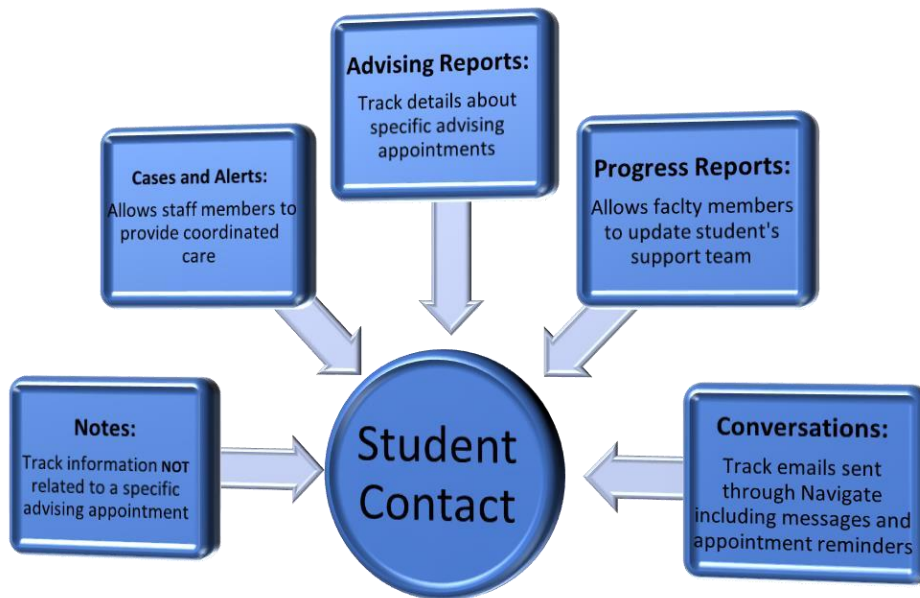 Advising Reports:
Track details about
specific advising
appointments
Cases and Alerts:
Allows staff members to
provide coordinated
care
Progress Reports:
Allows faclty members
to update student's
support team
Notes:
Track information NOT
related to a specific
advising appointment
Student
Contact
Conversations:
Track emails sent
through Navigate
including messages and
appointment reminders